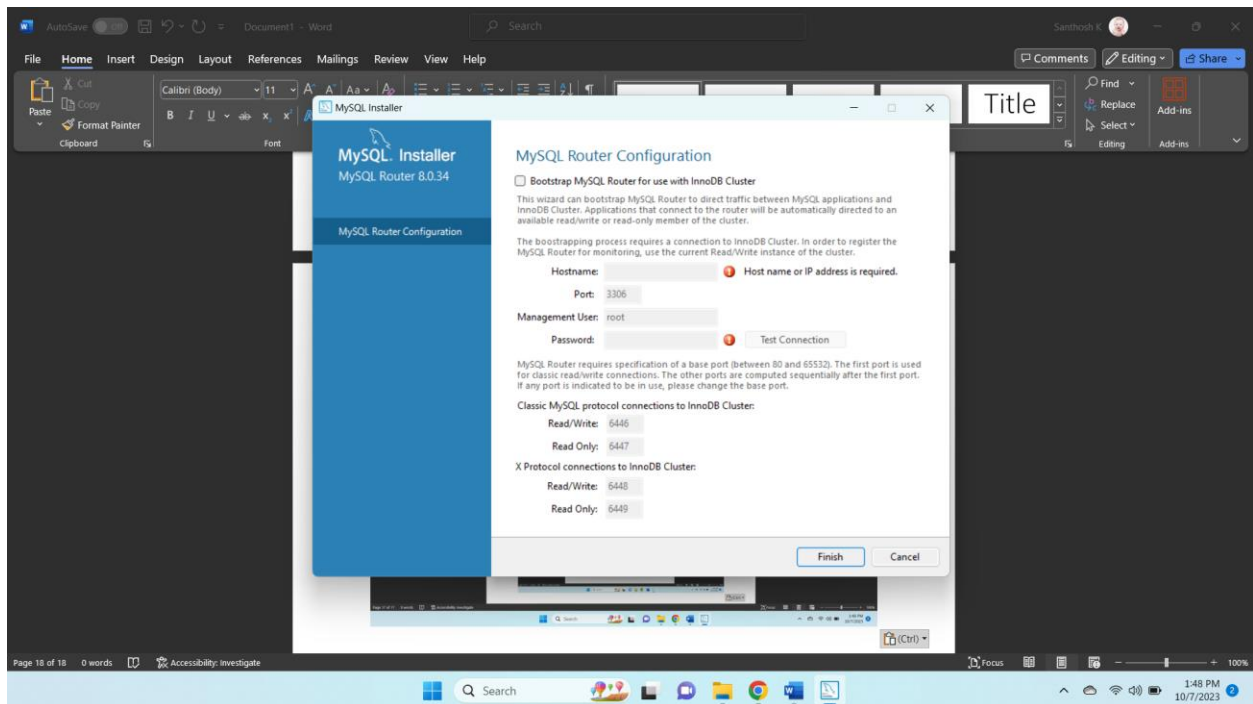 AutoSave Off Document1 - Word Search Santhosh K
File Home Insert Design Layout References Mailings Review View Help Comments Editing Share
Paste
Cut
Copy
Format Painter
Clipboard
Calibri (Body) 11
Font
Title
Find
Replace
Select
Editing
Add-ins
Add-ins
MySQL Installer
MySQL. Installer
MySQL Router 8.0.34
MySQL Router Configuration
MySQL Router Configuration
Bootstrap MySQL Router for use with InnoDB Cluster
This wizard can bootstrap MySQL Router to direct traffic between MySQL applications and
InnoDB Cluster. Applications that connect to the router will be automatically directed to an
available read/write or read-only member of the cluster.
The boostrapping process requires a connection to InnoDB Cluster. In order to register the
MySQL Router for monitoring, use the current Read/Write instance of the cluster.
Hostname: Host name or IP address is required.
Port: 3306
Management User: root
Password: Test Connection
MySQL Router requires specification of a base port (between 80 and 65532). The first port is used
for classic read/write connections. The other ports are computed sequentially after the first port.
If any port is indicated to be in use, please change the base port.
Classic MySQL protocol connections to InnoDB Cluster:
Read/Write: 6446
Read Only: 6447
X Protocol connections to InnoDB Cluster:
Read/Write: 6448
Read Only: 6449
Finish Cancel
Search
(Ctrl)
Page 18 of 18 0 words Accessibility: Investigate Focus 100%
Search
1:48 PM
10/7/2023 2